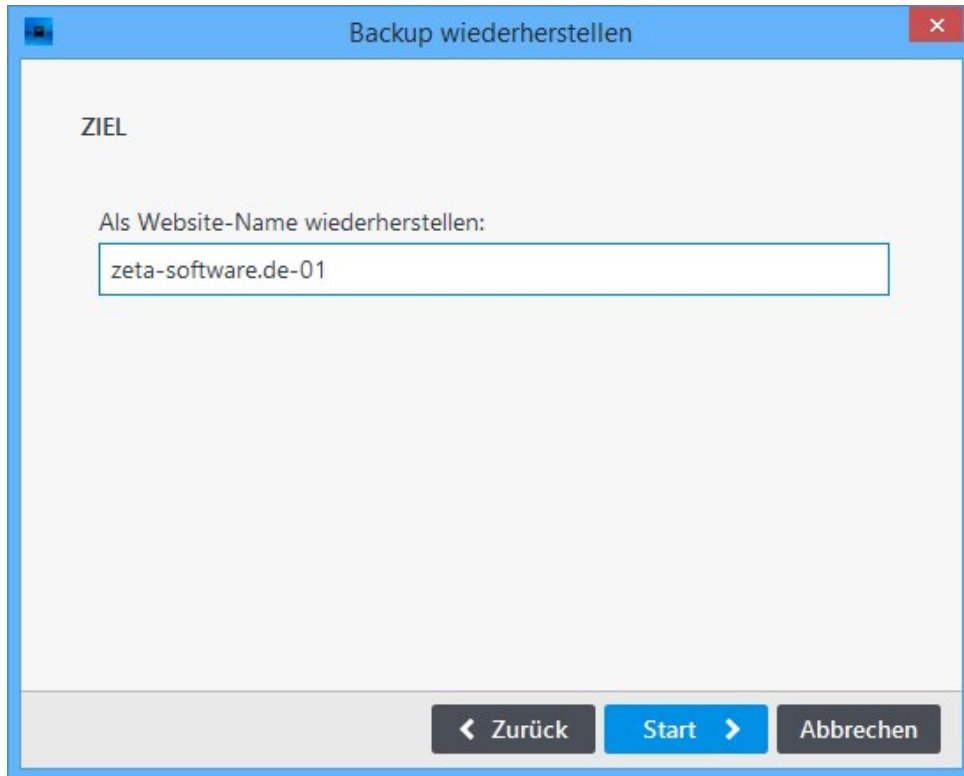 Backup wiederherstellen
ZIEL
Als Website-Name wiederherstellen:
zeta-software.de-01
Zurück
Start
Abbrechen